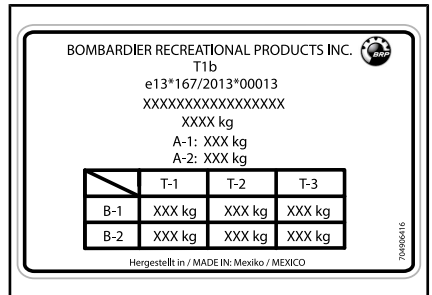 BOMBARDIER RECREATIONAL PRODUCTS INC.
BRP
T1b
e13*167/2013*00013
XXXXXXXXXXXXXXXXX
XXXX kg
A-1: XXX kg
A-2: XXX kg
T-1 T-2 T-3
B-1 XXX kg XXX kg XXX kg
B-2 XXX kg XXX kg XXX kg
Hergestellt in / MADE IN: Mexiko / MEXICO
704906416